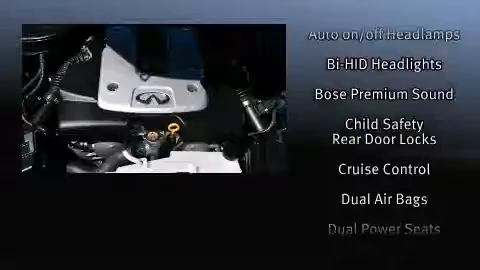 Auto on/off Headlamps
Bi-HID Headlights
Bose Premium Sound
Child Safety
Rear Door Locks
Cruise Control
Dual Air Bags
Dual Power Seats